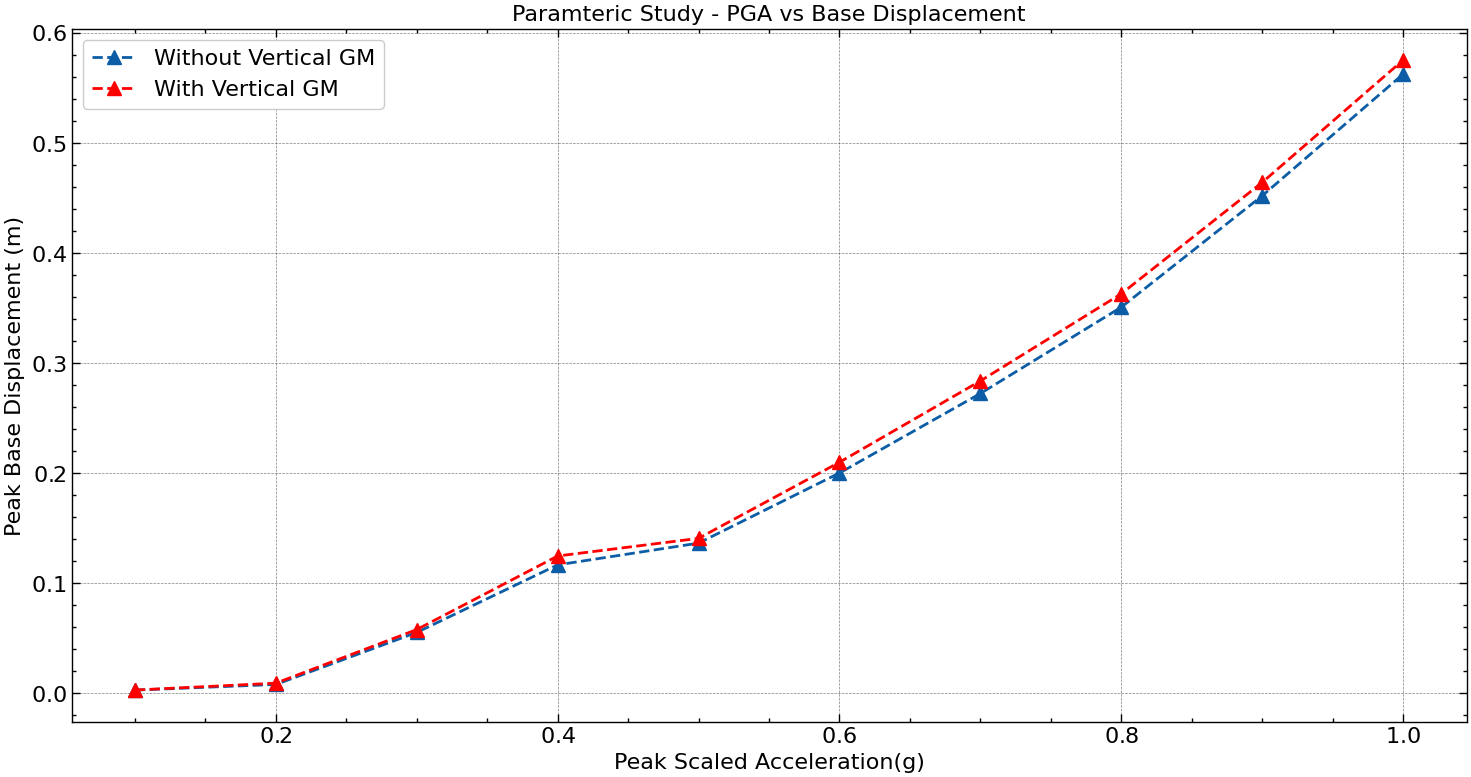 Paramteric Study - PGA vs Base Displacement
Without Vertical GM
With Vertical GM
Peak Base Displacement (m)
0.6
0.5
0.4
0.3
0.2
0.1
0.0
0.2
0.4
0.6
0.8
1.0
Peak Scaled Acceleration(g)